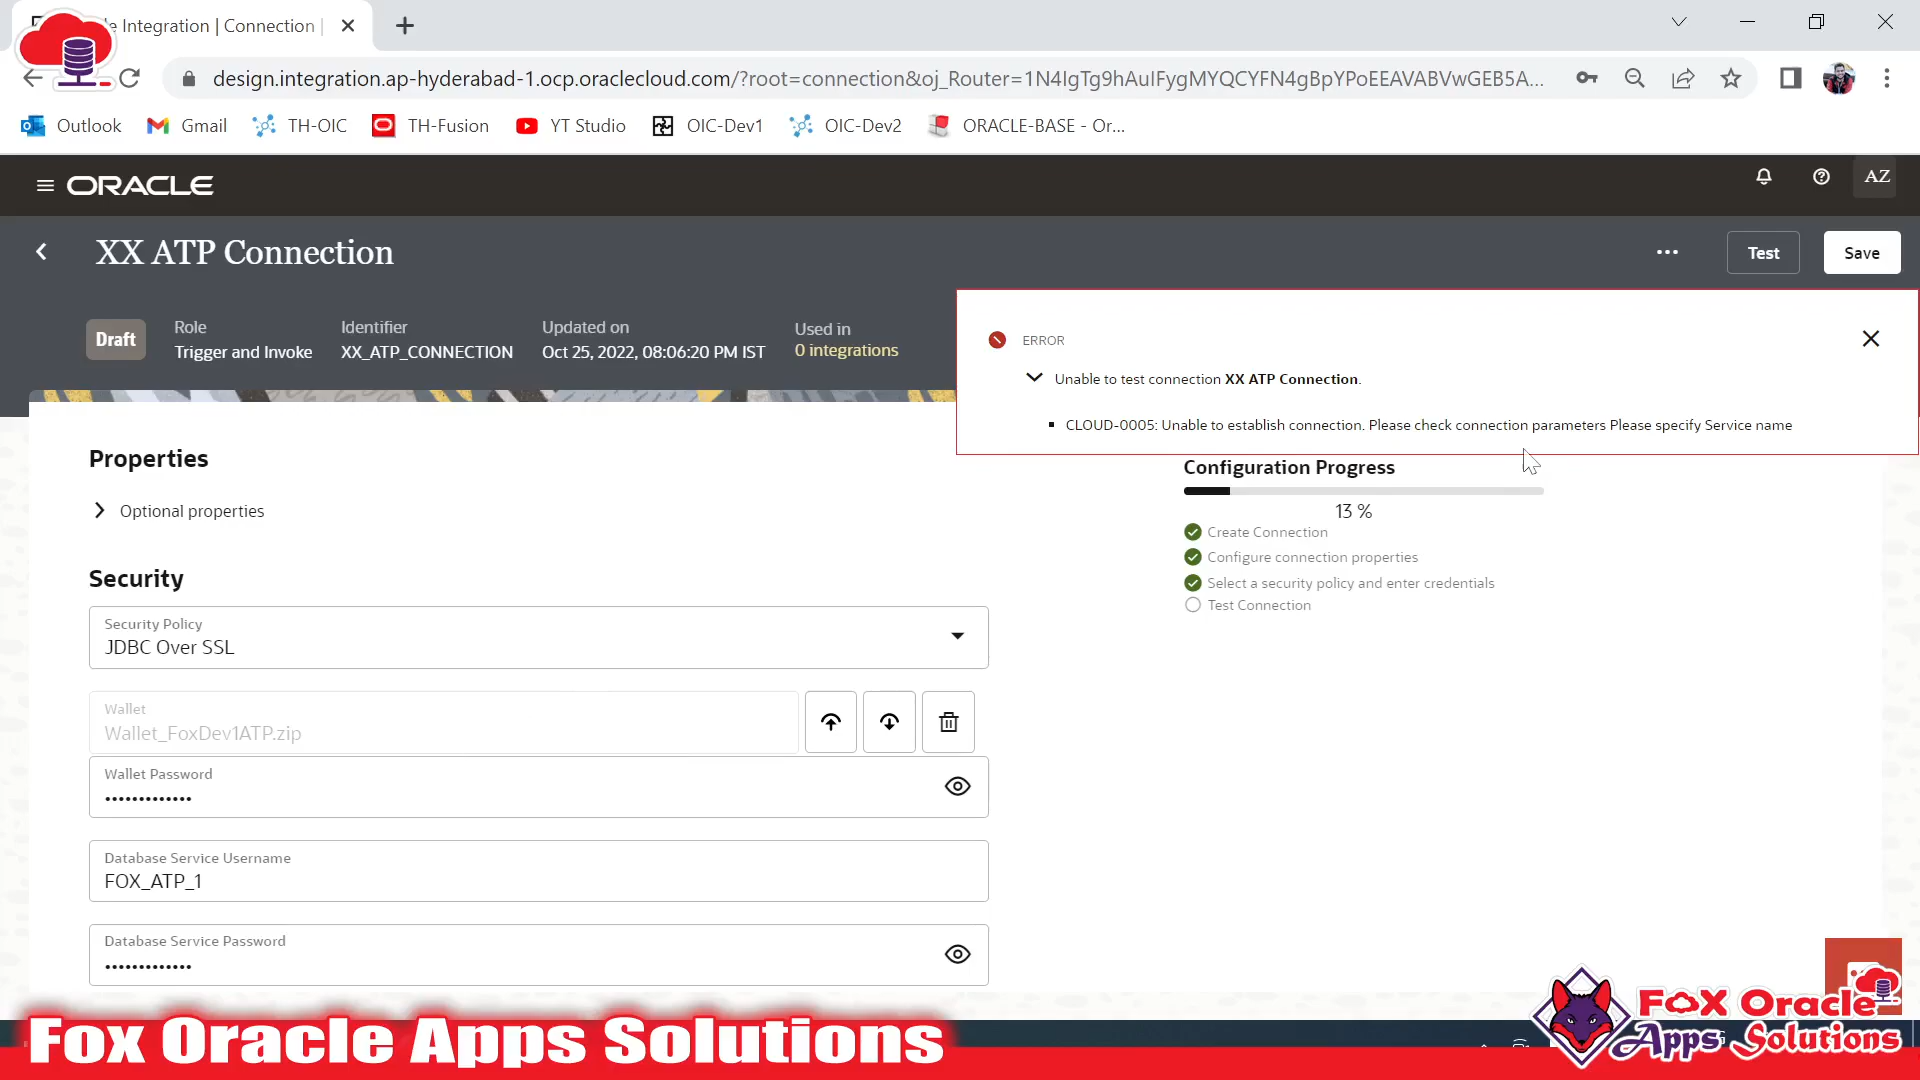 e Integration | Connection |
design.integration.ap-hyderabad-1.ocp.oraclecloud.com/?root=connection&oj_Router=1N4IgTg9hAuIFygMYQCYFN4gBpYPoEEAVABVwGEB5A...
Outlook Gmail TH-OIC TH-Fusion YT Studio OIC-Dev1 OIC-Dev2 ORACLE-BASE - Or...
ORACLE AZ
XX ATP Connection
Test Save
Draft
Role Identifier Updated on Used in
Trigger and Invoke XX_ATP_CONNECTION Oct 25, 2022, 08:06:20 PM IST 0 integrations
ERROR
Unable to test connection XX ATP Connection.
CLOUD-0005: Unable to establish connection. Please check connection parameters Please specify Service name
Properties
Optional properties
Configuration Progress
13 %
Create Connection
Configure connection properties
Select a security policy and enter credentials
Test Connection
Security
Security Policy
JDBC Over SSL
Wallet
Wallet_FoxDev1ATP.zip
Wallet Password
•••••••••••••
Database Service Username
FOX_ATP_1
Database Service Password
•••••••••••••
Fox Oracle Apps Solutions
Fox Oracle
Apps Solutions